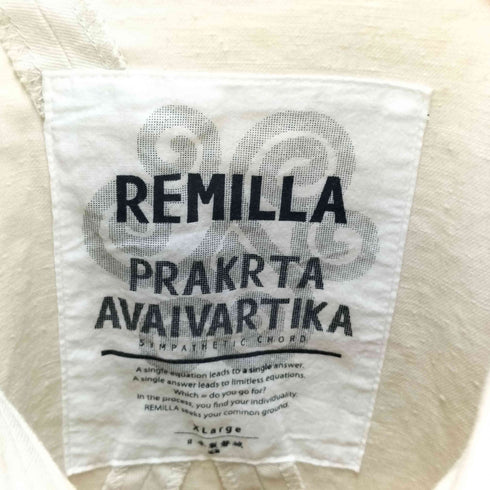 REMILLA
PRAKRTA
AVAIVARTIKA
SYMPATHETIC CHORD
A single equation leads to a single answer.
A single answer leads to limitless equations.
Which = do you go for?
In the process, you find your individuality.
REMILLA seeks your common ground.
XLarge